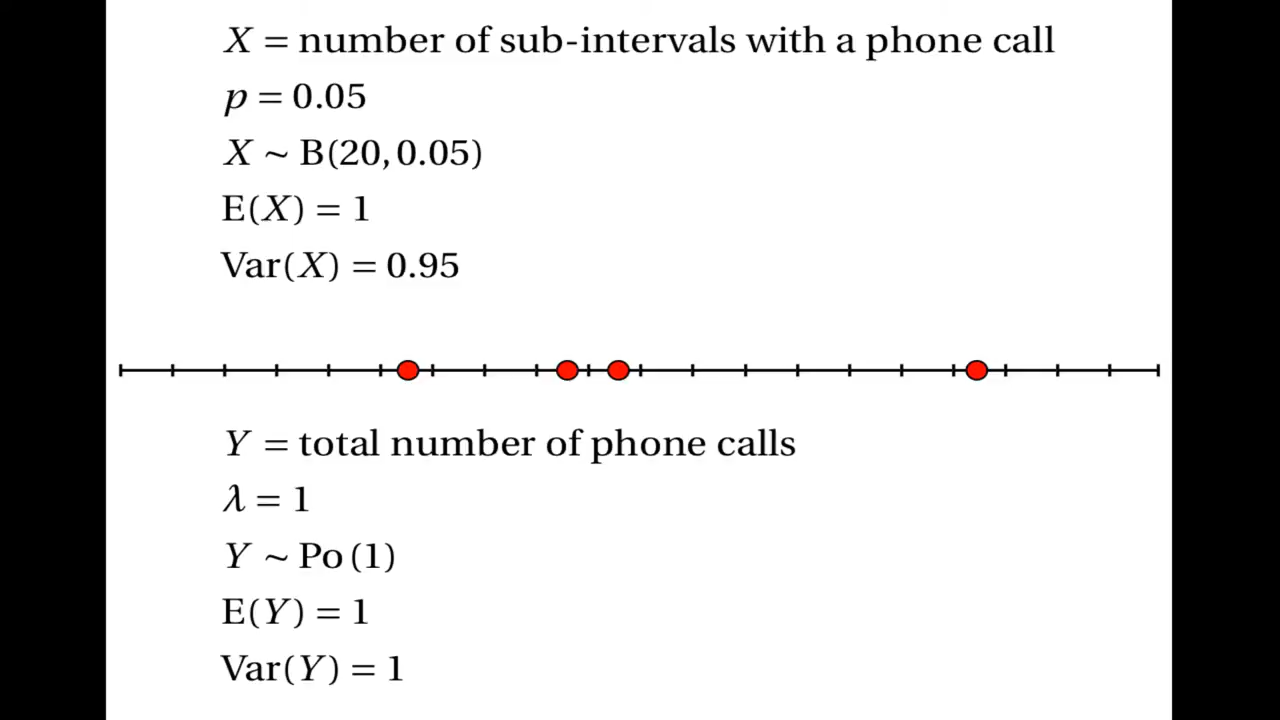 X = number of sub-intervals with a phone call
p = 0.05
X ~ B(20, 0.05)
E(X) = 1
Var(X) = 0.95
Y = total number of phone calls
λ = 1
Y ~ Po (1)
E(Y) = 1
Var(Y) = 1